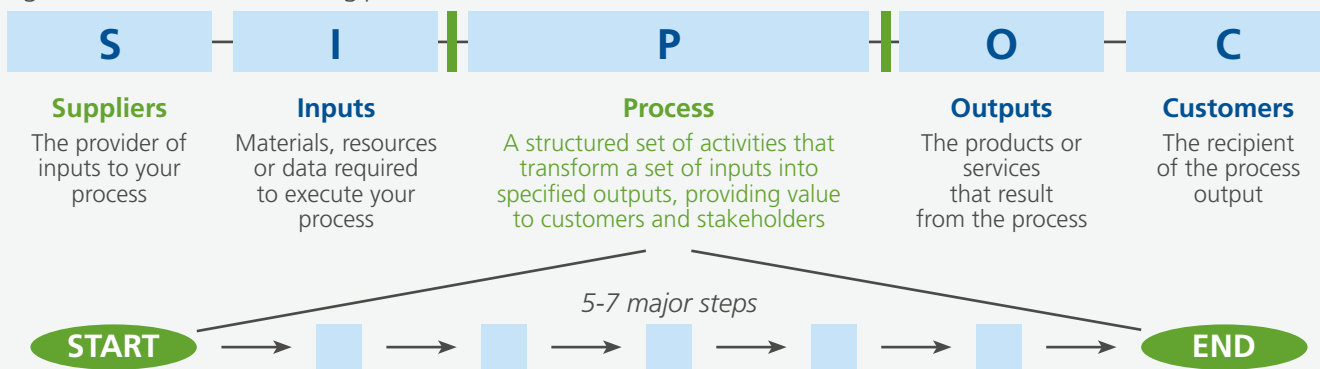 S I P O C
Suppliers
The provider of
inputs to your
process
Inputs
Materials, resources
or data required
to execute your
process
Process
A structured set of activities that
transform a set of inputs into
specified outputs, providing value
to customers and stakeholders
Outputs
The products or
services
that result
from the process
Customers
The recipient
of the process
output
5-7 major steps
START
END